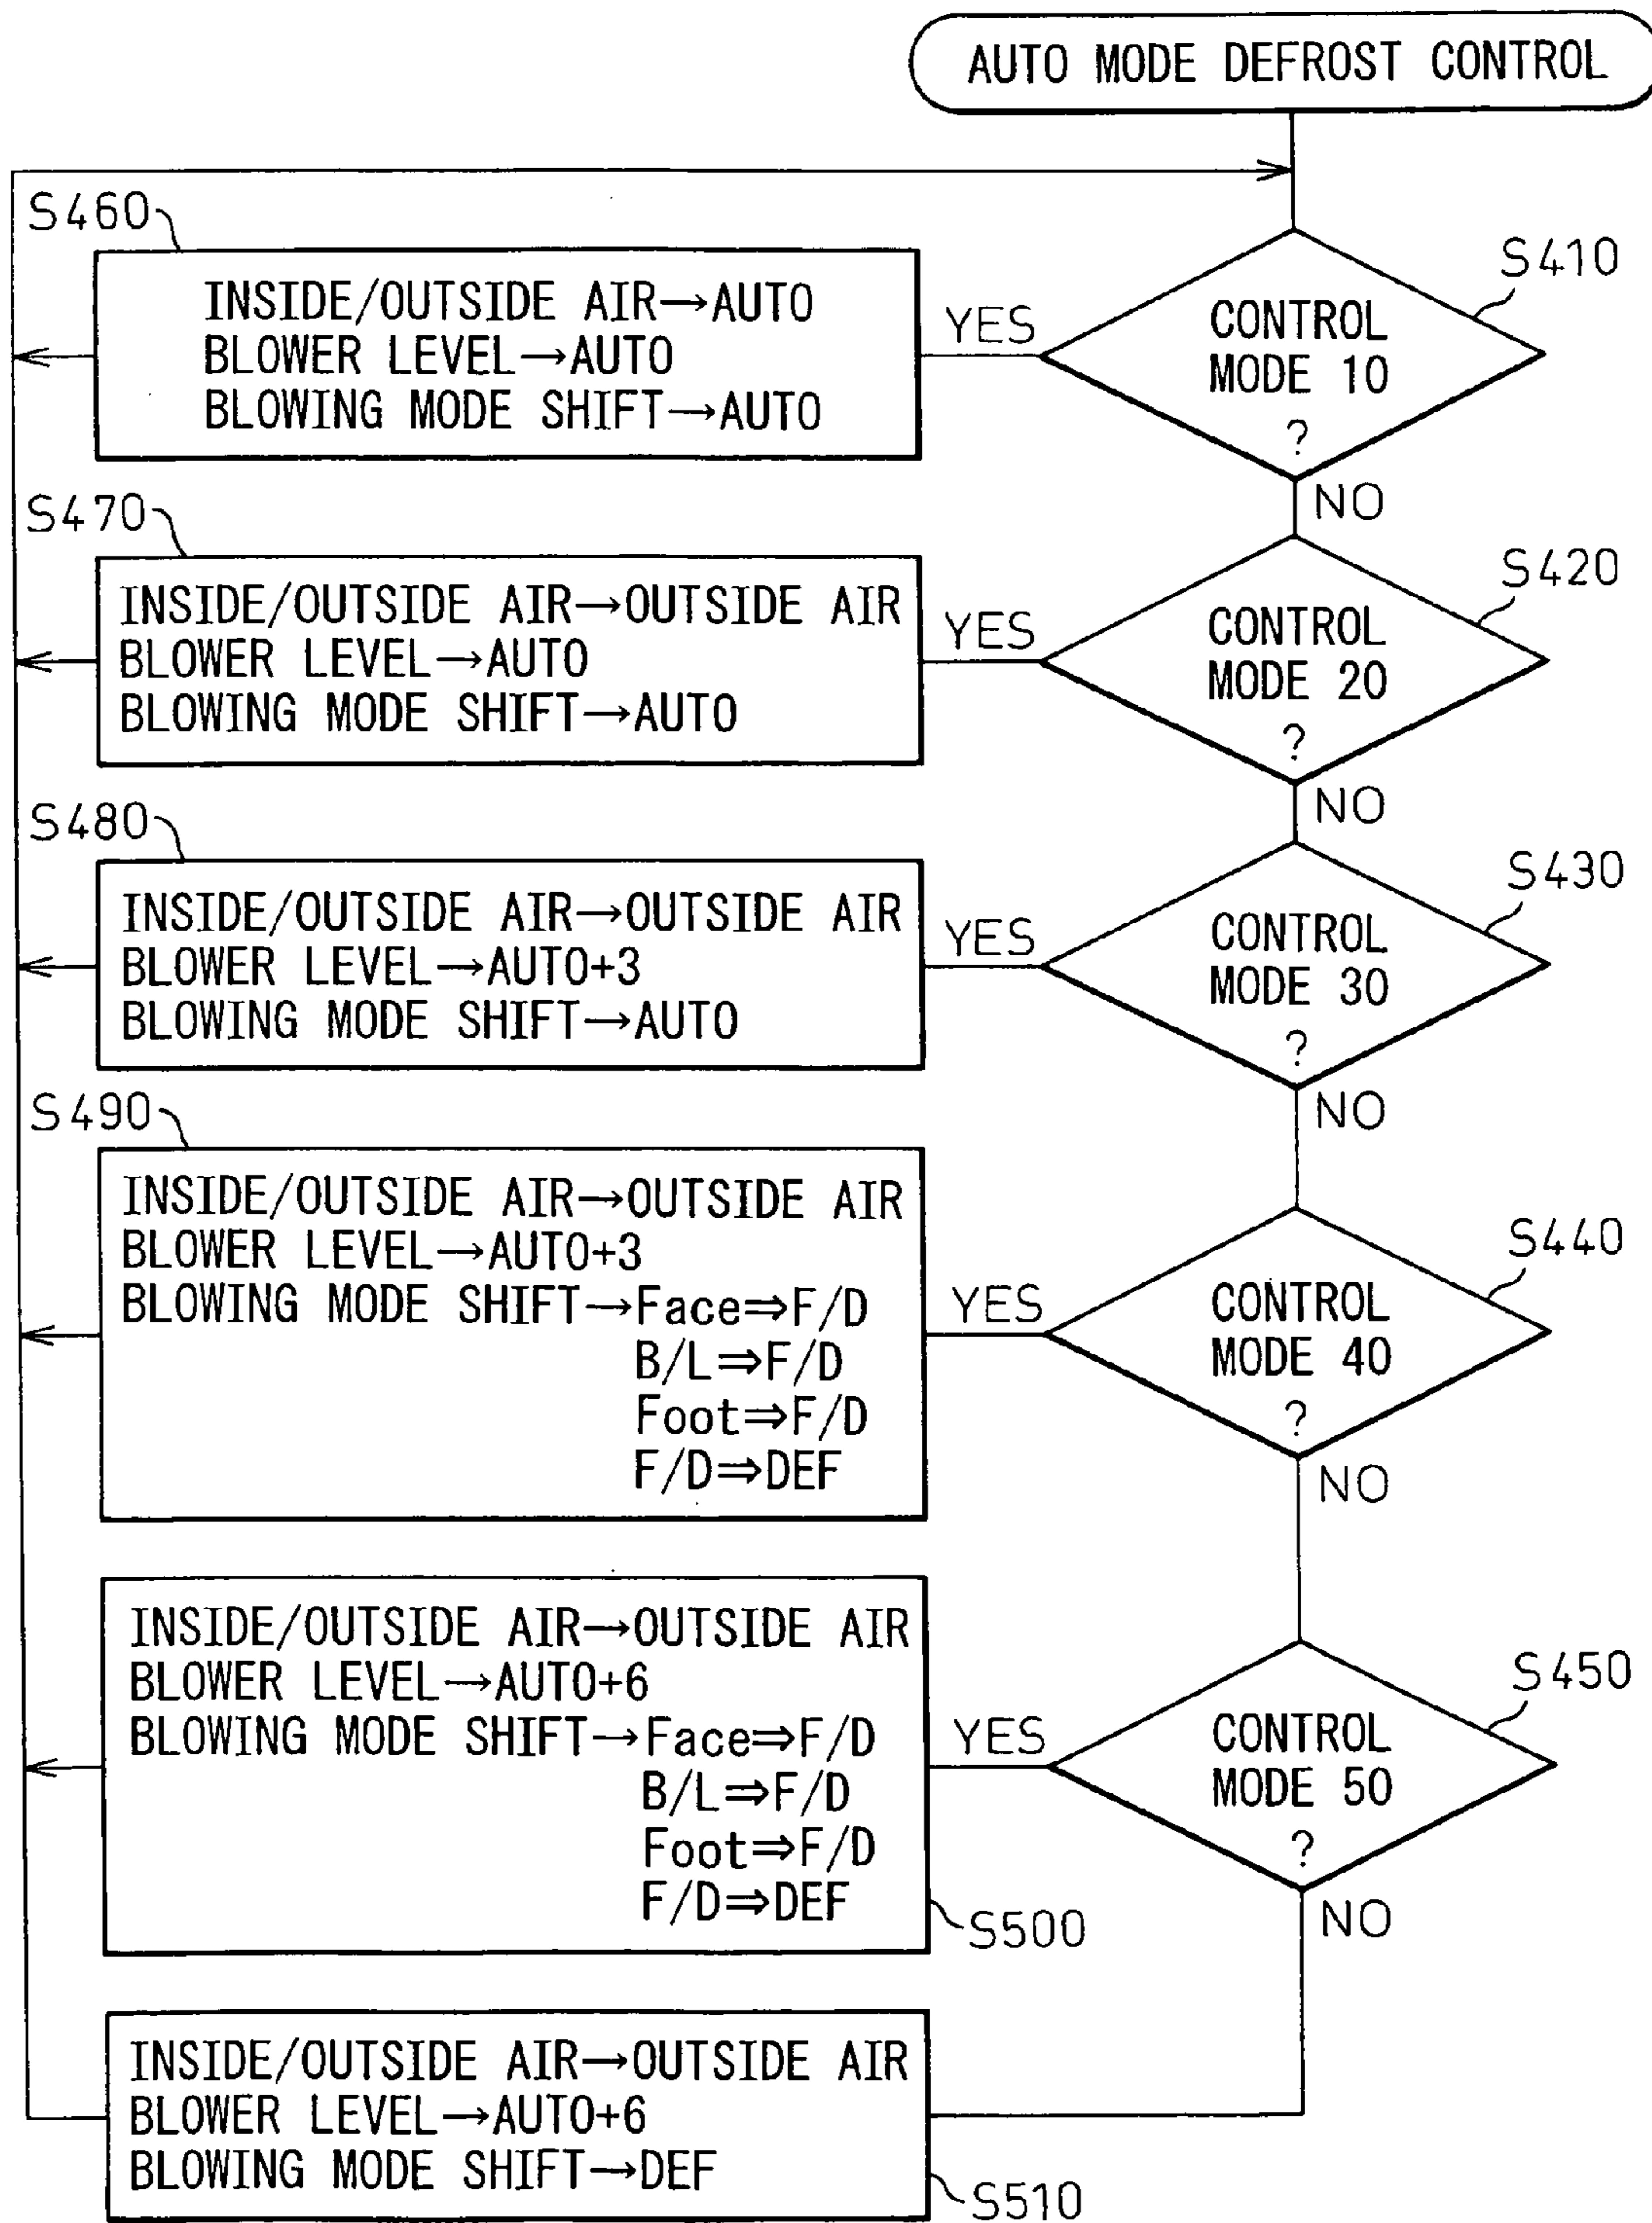 AUTO MODE DEFROST CONTROL
S460
INSIDE/OUTSIDE AIR→AUTO
BLOWER LEVEL→AUTO
BLOWING MODE SHIFT→AUTO
YES
S410
CONTROL
MODE 10
?
NO
S470
INSIDE/OUTSIDE AIR→OUTSIDE AIR
BLOWER LEVEL→AUTO
BLOWING MODE SHIFT→AUTO
YES
S420
CONTROL
MODE 20
?
NO
S480
INSIDE/OUTSIDE AIR→OUTSIDE AIR
BLOWER LEVEL→AUTO+3
BLOWING MODE SHIFT→AUTO
YES
S430
CONTROL
MODE 30
?
NO
S490
INSIDE/OUTSIDE AIR→OUTSIDE AIR
BLOWER LEVEL→AUTO+3
BLOWING MODE SHIFT→Face⇒F/D
B/L⇒F/D
Foot⇒F/D
F/D⇒DEF
YES
S440
CONTROL
MODE 40
?
NO
INSIDE/OUTSIDE AIR→OUTSIDE AIR
BLOWER LEVEL→AUTO+6
BLOWING MODE SHIFT→Face⇒F/D
B/L⇒F/D
Foot⇒F/D
F/D⇒DEF
S500
YES
S450
CONTROL
MODE 50
?
NO
INSIDE/OUTSIDE AIR→OUTSIDE AIR
BLOWER LEVEL→AUTO+6
BLOWING MODE SHIFT→DEF
S510